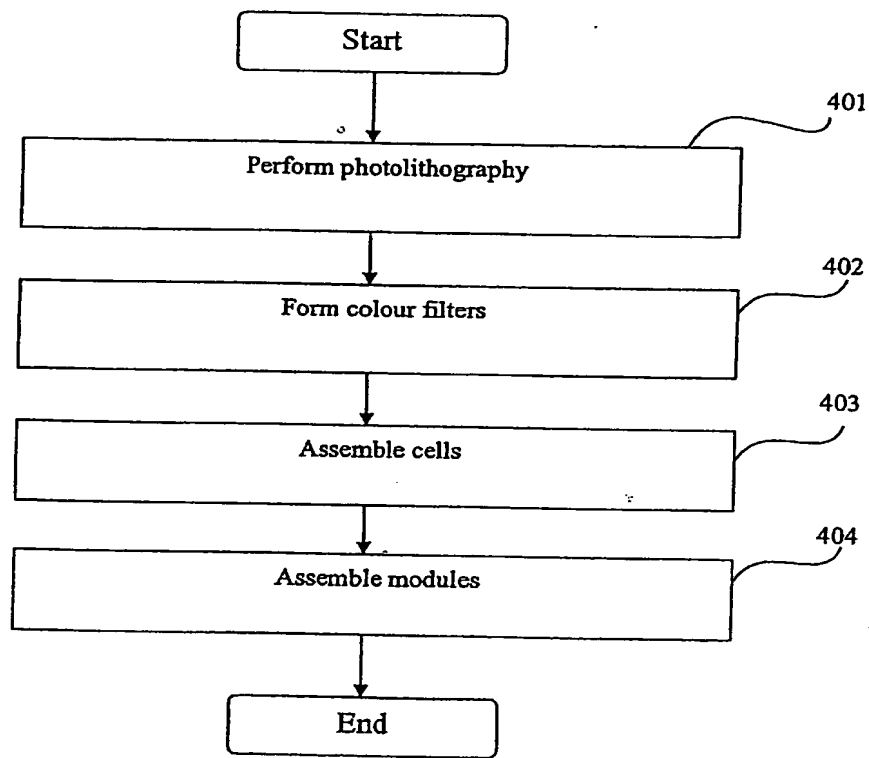 Start
401
Perform photolithography
402
Form colour filters
403
Assemble cells
404
Assemble modules
End